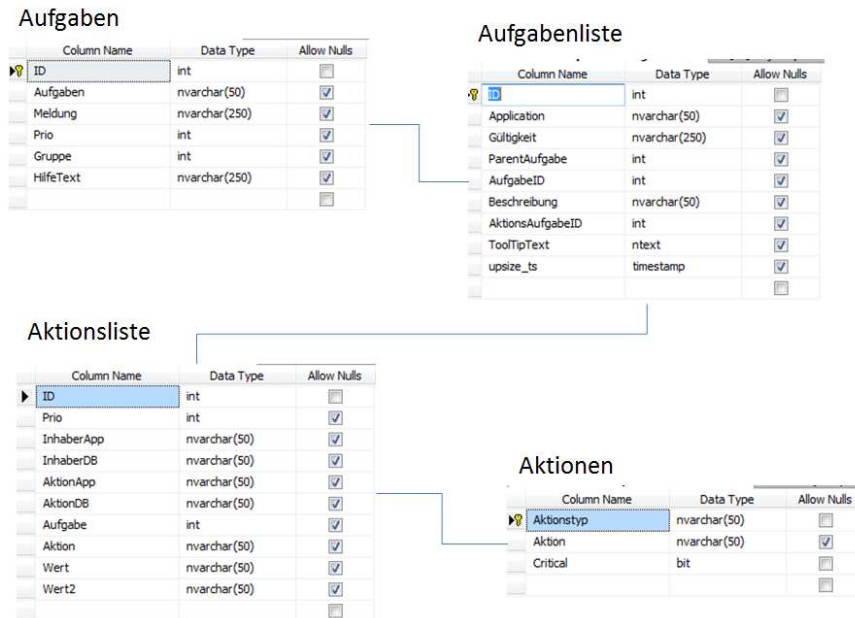 Aufgaben
Column Name Data Type Allow Nulls
ID int
Aufgaben nvarchar(50)
Meldung nvarchar(250)
Prio int
Gruppe int
HilfeText nvarchar(250)
Aufgabenliste
Column Name Data Type Allow Nulls
ID int
Application nvarchar(50)
Gültigkeit nvarchar(250)
ParentAufgabe int
AufgabeID int
Beschreibung nvarchar(50)
AktionsAufgabeID int
ToolTipText ntext
upsize_ts timestamp
Aktionsliste
Column Name Data Type Allow Nulls
ID int
Prio int
InhaberApp nvarchar(50)
InhaberDB nvarchar(50)
AktionApp nvarchar(50)
AktionDB nvarchar(50)
Aufgabe int
Aktion nvarchar(50)
Wert nvarchar(50)
Wert2 nvarchar(50)
Aktionen
Column Name Data Type Allow Nulls
Aktionstyp nvarchar(50)
Aktion nvarchar(50)
Critical bit